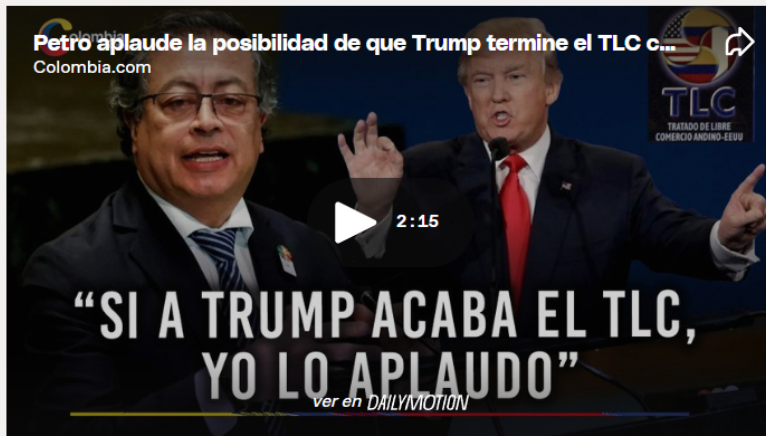 Colombia
Petro aplaude la posibilidad de que Trump termine el TLC c...
Colombia.com
TLC
TRATADO DE LIBRE
COMERCIO ANDINO-EEUU
2:15
“SI A TRUMP ACABA EL TLC,
YO LO APLAUDO”
ver en DAILYMOTION